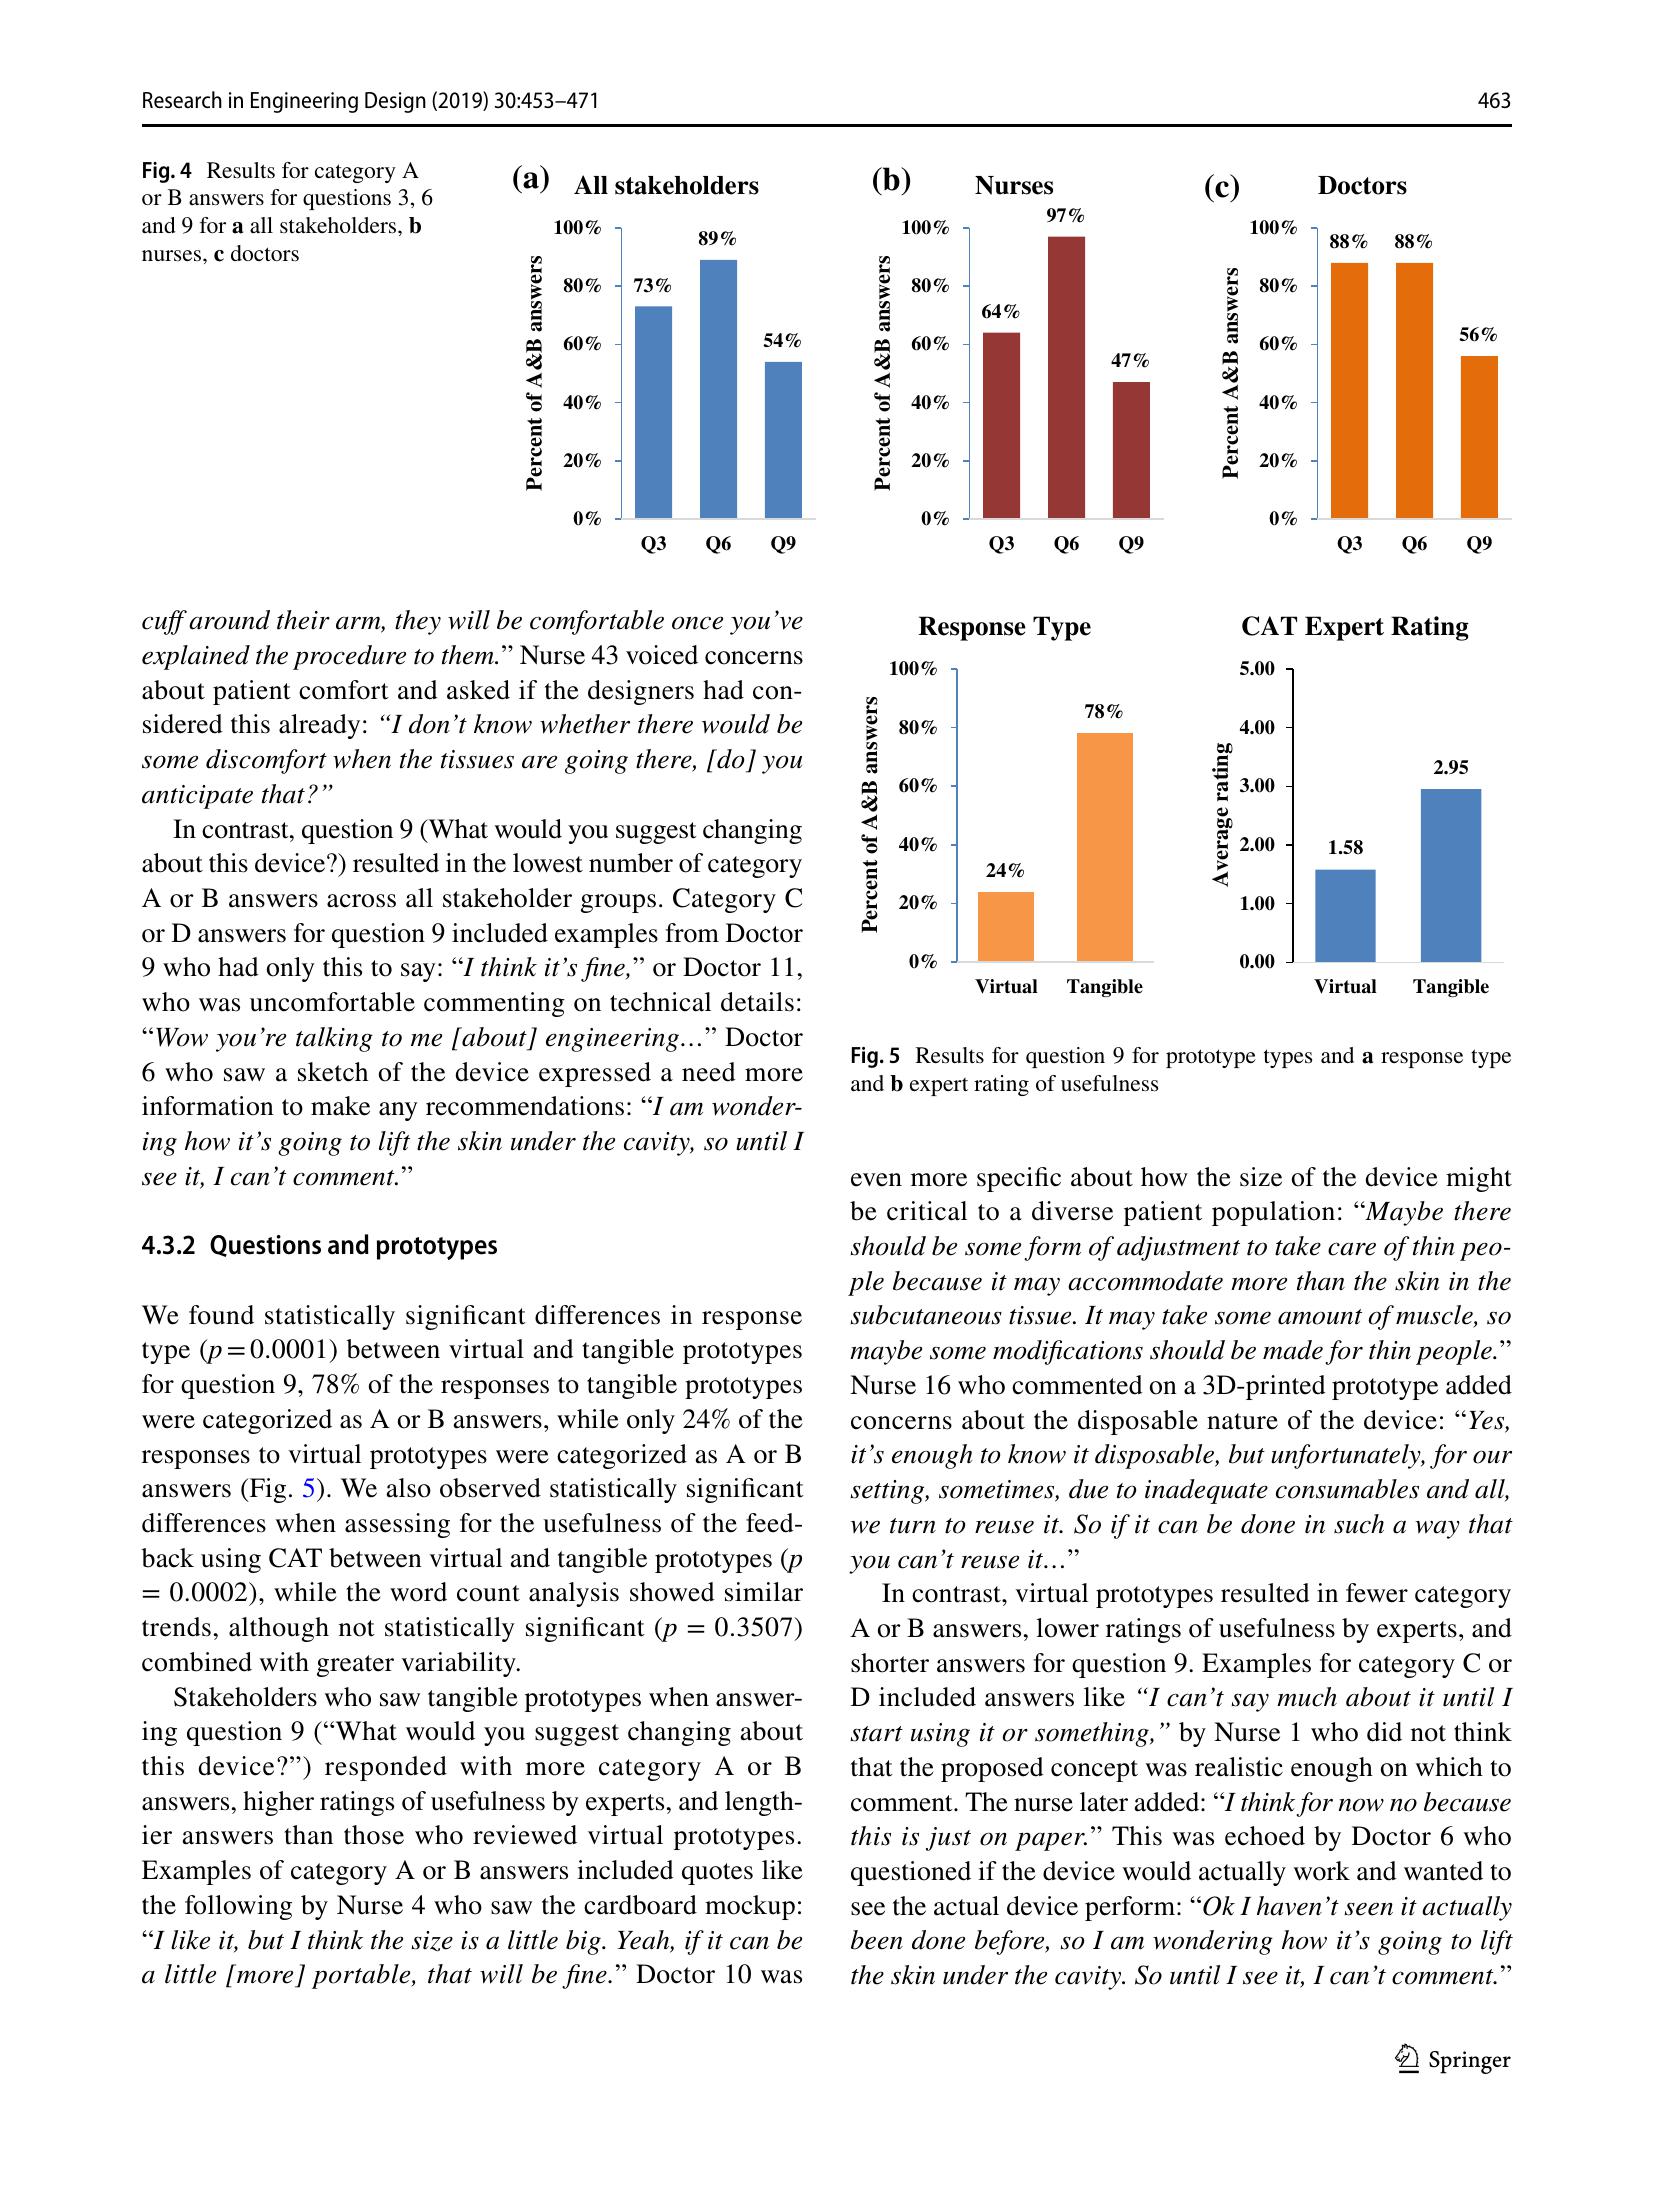 Research in Engineering Design (2019) 30:453–471
463
Fig. 4 Results for category A
or B answers for questions 3, 6
and 9 for a all stakeholders, b
nurses, c doctors
(a) All stakeholders
Percent of A&B answers
100%
80%
60%
40%
20%
0%
73%
89%
54%
Q3 Q6 Q9
(b) Nurses
Percent of A&B answers
100%
80%
60%
40%
20%
0%
64%
97%
47%
Q3 Q6 Q9
(c) Doctors
Percent A&B answers
100%
80%
60%
40%
20%
0%
88%
88%
56%
Q3 Q6 Q9
cuff around their arm, they will be comfortable once you’ve
explained the procedure to them.” Nurse 43 voiced concerns
about patient comfort and asked if the designers had con-
sidered this already: “I don’t know whether there would be
some discomfort when the tissues are going there, [do] you
anticipate that?”
In contrast, question 9 (What would you suggest changing
about this device?) resulted in the lowest number of category
A or B answers across all stakeholder groups. Category C
or D answers for question 9 included examples from Doctor
9 who had only this to say: “I think it’s fine,” or Doctor 11,
who was uncomfortable commenting on technical details:
“Wow you’re talking to me [about] engineering…” Doctor
6 who saw a sketch of the device expressed a need more
information to make any recommendations: “I am wonder-
ing how it’s going to lift the skin under the cavity, so until I
see it, I can’t comment.”
4.3.2 Questions and prototypes
We found statistically significant differences in response
type (p = 0.0001) between virtual and tangible prototypes
for question 9, 78% of the responses to tangible prototypes
were categorized as A or B answers, while only 24% of the
responses to virtual prototypes were categorized as A or B
answers (Fig. 5). We also observed statistically significant
differences when assessing for the usefulness of the feed-
back using CAT between virtual and tangible prototypes (p
= 0.0002), while the word count analysis showed similar
trends, although not statistically significant (p = 0.3507)
combined with greater variability.
Stakeholders who saw tangible prototypes when answer-
ing question 9 (“What would you suggest changing about
this device?”) responded with more category A or B
answers, higher ratings of usefulness by experts, and length-
ier answers than those who reviewed virtual prototypes.
Examples of category A or B answers included quotes like
the following by Nurse 4 who saw the cardboard mockup:
“I like it, but I think the size is a little big. Yeah, if it can be
a little [more] portable, that will be fine.” Doctor 10 was
Response Type
Percent of A&B answers
100%
80%
60%
40%
20%
0%
24%
78%
Virtual Tangible
CAT Expert Rating
Average rating
5.00
4.00
3.00
2.00
1.00
0.00
1.58
2.95
Virtual Tangible
Fig. 5 Results for question 9 for prototype types and a response type
and b expert rating of usefulness
even more specific about how the size of the device might
be critical to a diverse patient population: “Maybe there
should be some form of adjustment to take care of thin peo-
ple because it may accommodate more than the skin in the
subcutaneous tissue. It may take some amount of muscle, so
maybe some modifications should be made for thin people.”
Nurse 16 who commented on a 3D-printed prototype added
concerns about the disposable nature of the device: “Yes,
it’s enough to know it disposable, but unfortunately, for our
setting, sometimes, due to inadequate consumables and all,
we turn to reuse it. So if it can be done in such a way that
you can’t reuse it…”
In contrast, virtual prototypes resulted in fewer category
A or B answers, lower ratings of usefulness by experts, and
shorter answers for question 9. Examples for category C or
D included answers like “I can’t say much about it until I
start using it or something,” by Nurse 1 who did not think
that the proposed concept was realistic enough on which to
comment. The nurse later added: “I think for now no because
this is just on paper.” This was echoed by Doctor 6 who
questioned if the device would actually work and wanted to
see the actual device perform: “Ok I haven’t seen it actually
been done before, so I am wondering how it’s going to lift
the skin under the cavity. So until I see it, I can’t comment.”
Springer